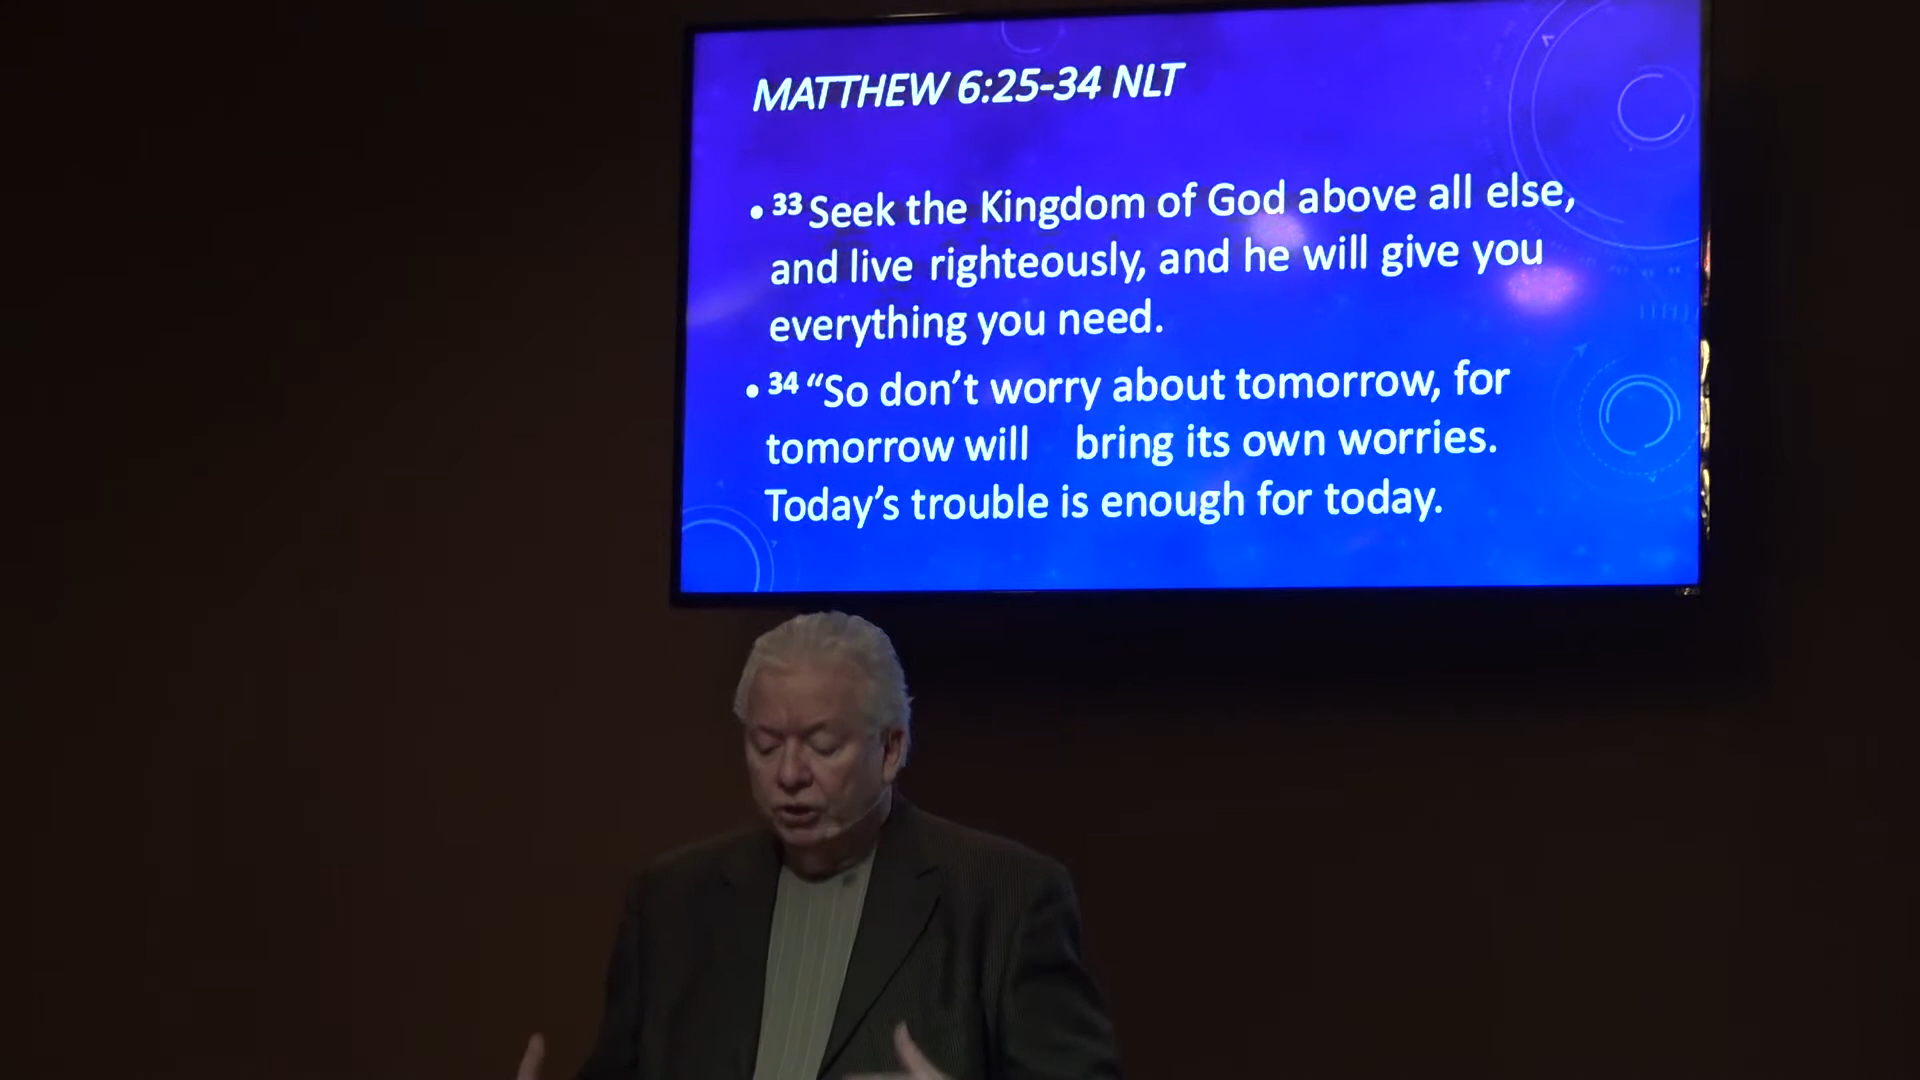 MATTHEW 6:25-34 NLT
• 33 Seek the Kingdom of God above all else,
and live righteously, and he will give you
everything you need.
• 34 “So don’t worry about tomorrow, for
tomorrow will bring its own worries.
Today’s trouble is enough for today.